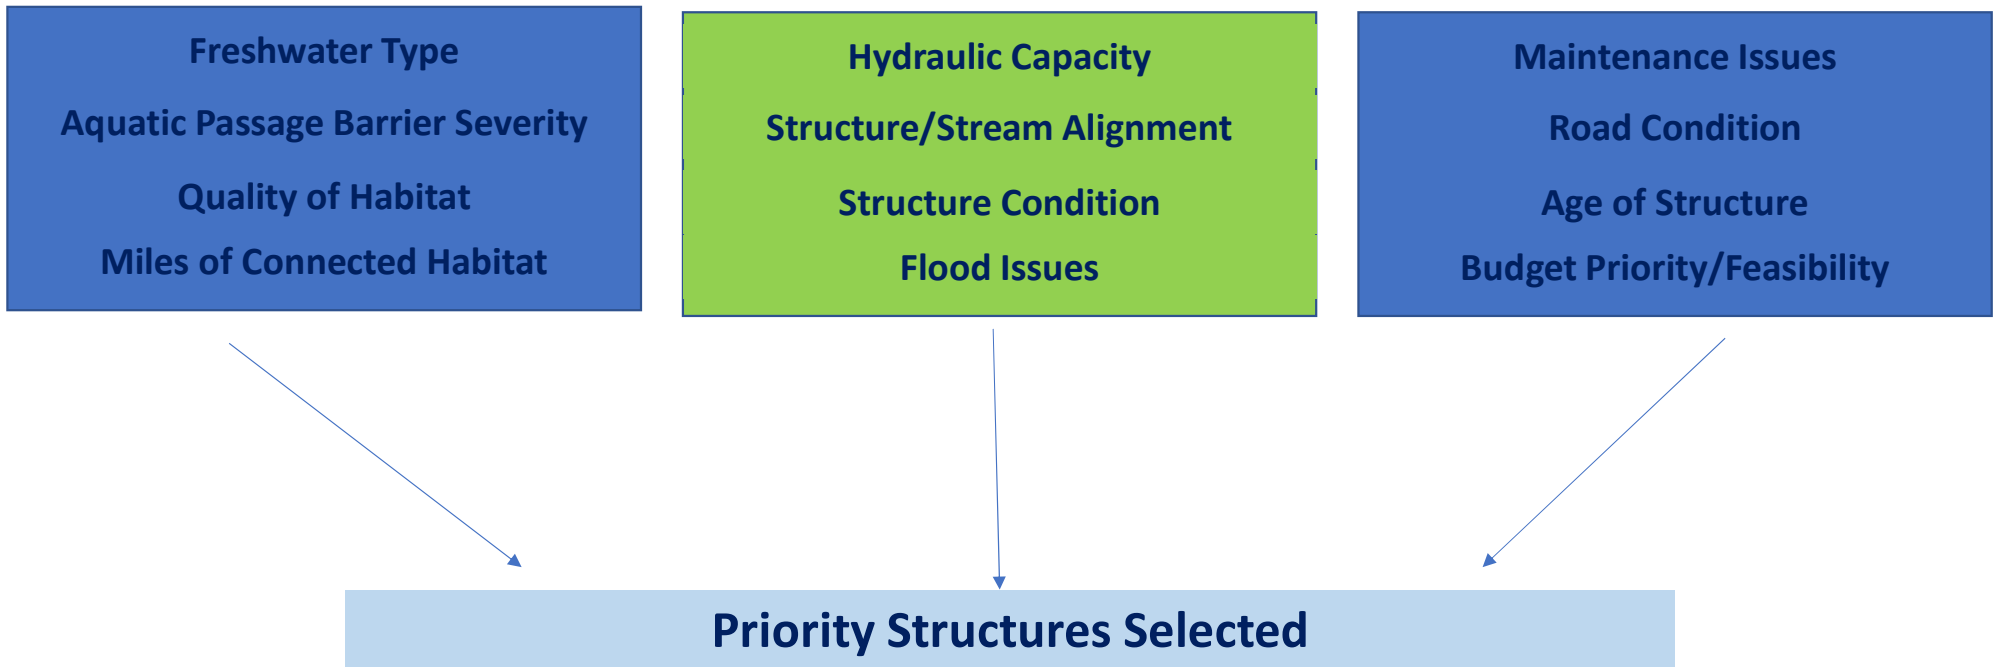 Freshwater Type
Aquatic Passage Barrier Severity
Quality of Habitat
Miles of Connected Habitat
Hydraulic Capacity
Structure/Stream Alignment
Structure Condition
Flood Issues
Maintenance Issues
Road Condition
Age of Structure
Budget Priority/Feasibility
Priority Structures Selected